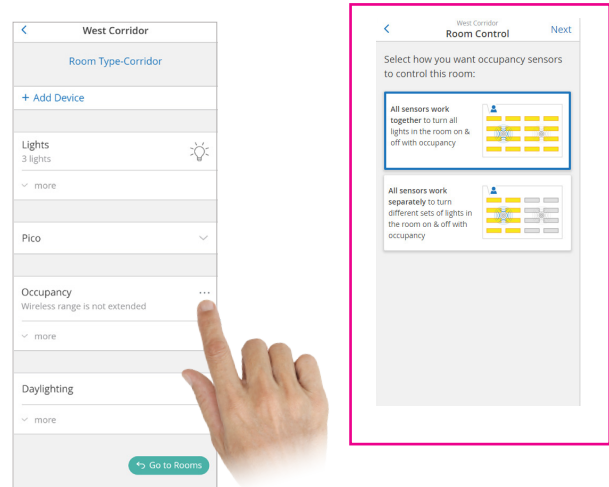 West Corridor
Room Type-Corridor
+ Add Device
Lights
3 lights
more
Pico
Occupancy
Wireless range is not extended
more
Daylighting
more
Go to Rooms
West Corridor
Room Control
Next
Select how you want occupancy sensors
to control this room:
All sensors work
together to turn all
lights in the room on &
off with occupancy
All sensors work
separately to turn
different sets of lights in
the room on & off with
occupancy